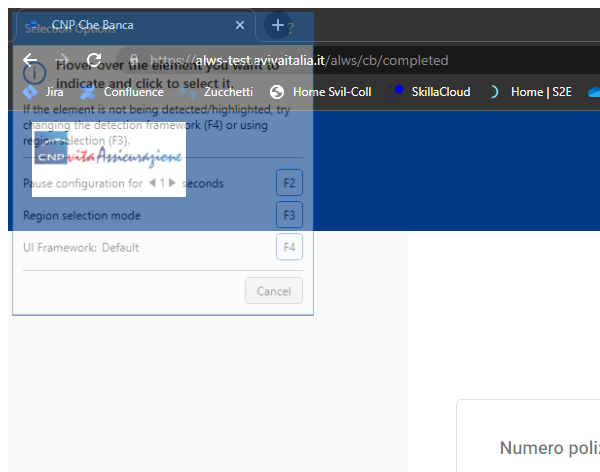 Selection Options
?
CNP Che Banca
https://alws-test.avivaitalia.it/alws/cb/completed
Hover over the element you want to
indicate and click to select it.
Jira
Confluence
Zucchetti
Home Svil-Coll
SkillaCloud
Home | S2E
If the element is not being detected/highlighted, try
changing the detection framework (F4) or using
region selection (F3).
CNP vita Assicurazione
Pause configuration for 1 seconds
F2
Region selection mode
F3
UI Framework: Default
F4
Cancel
Numero poliz